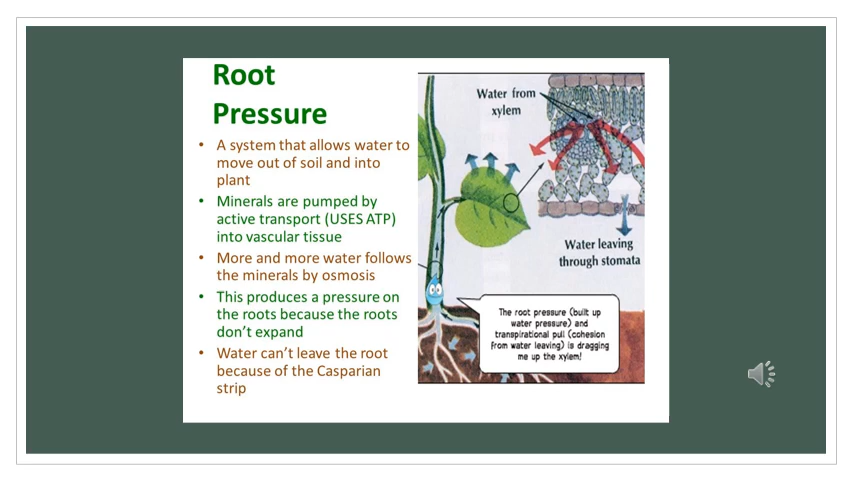 Root
Pressure
• A system that allows water to
move out of soil and into
plant
• Minerals are pumped by
active transport (USES ATP)
into vascular tissue
• More and more water follows
the minerals by osmosis
• This produces a pressure on
the roots because the roots
don't expand
• Water can't leave the root
because of the Casparian
strip
Water from
xylem
Water leaving
through stomata
The root pressure (built up
water pressure) and
transpirational pull (cohesion
from water leaving) is dragging
me up the xylem!